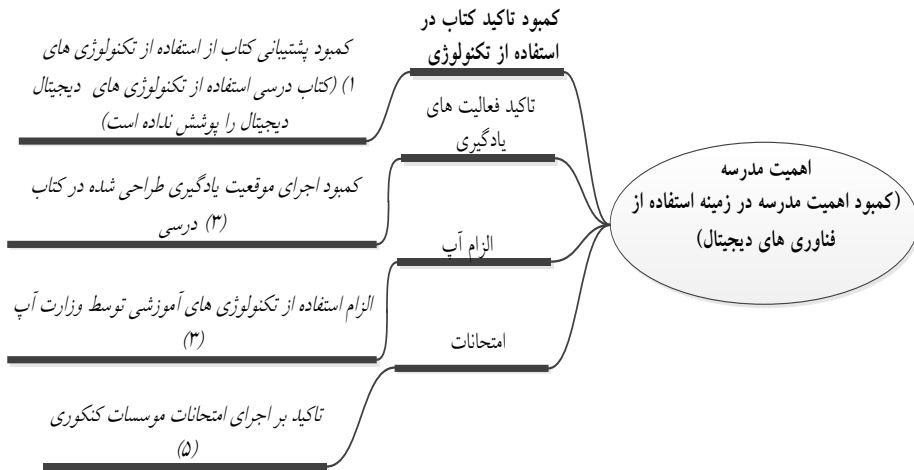 اهمیت مدرسه
(کمبود اهمیت مدرسه در زمینه استفاده از
فناوری های دیجیتال)
کمبود تاکید کتاب در
استفاده از تکنولوژی
کمبود پشتیبانی کتاب از استفاده از تکنولوژی های
۱) (کتاب درسی استفاده از تکنولوژی های دیجیتال
دیجیتال را پوشش نداده است)
تاکید فعالیت های
یادگیری
کمبود اجرای موقعیت یادگیری طراحی شده در کتاب
(۳) درسی
الزام آپ
الزام استفاده از تکنولوژی های آموزشی توسط وزارت آپ
(۳)
امتحانات
تاکید بر اجرای امتحانات موسسات کنکوری
(۵)